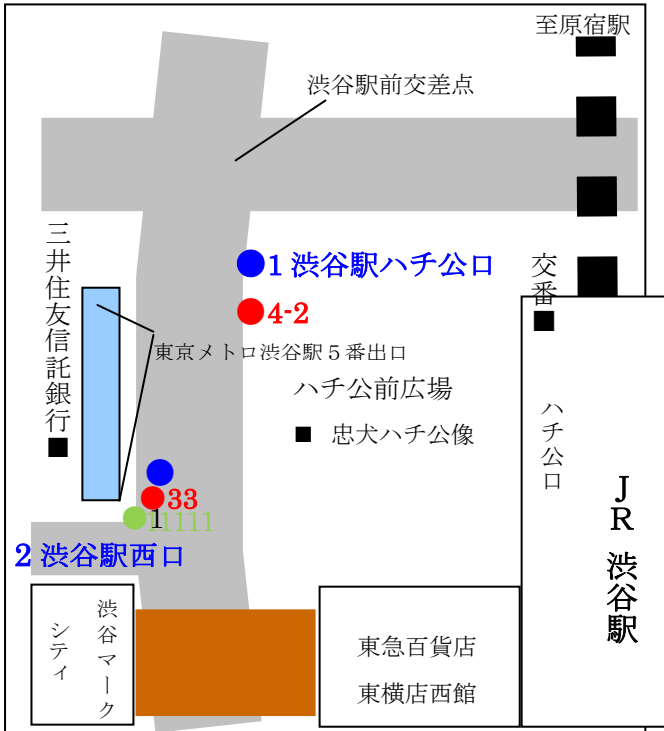 至原宿駅
渋谷駅前交差点
1 渋谷駅ハチ公口
交番■
4-2
三井住友信託銀行■
東京メトロ渋谷駅５番出口
ハチ公前広場
■ 忠犬ハチ公像
ハチ公口
JR 渋谷駅
33
2 渋谷駅西口
渋谷マーク
シティ
東急百貨店
東横店西館